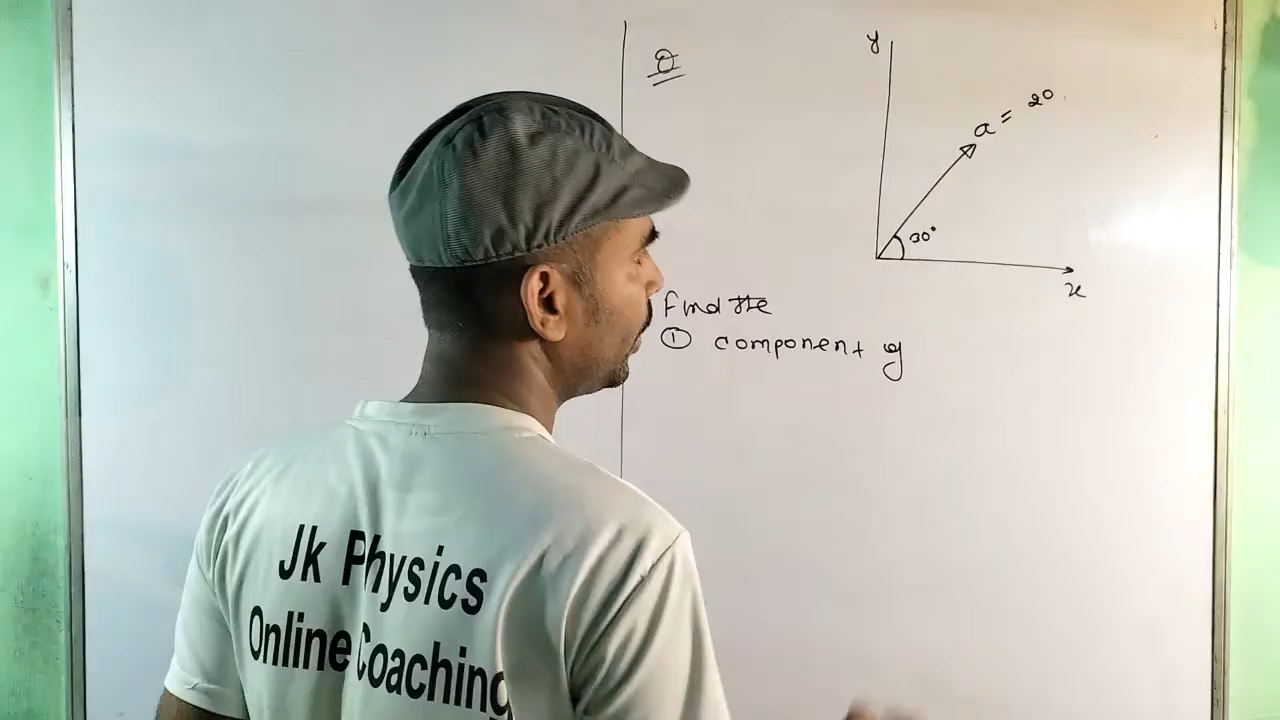 Q
y
a = 20
30°
x
Find the
① component of
Jk Physics
Online Coaching